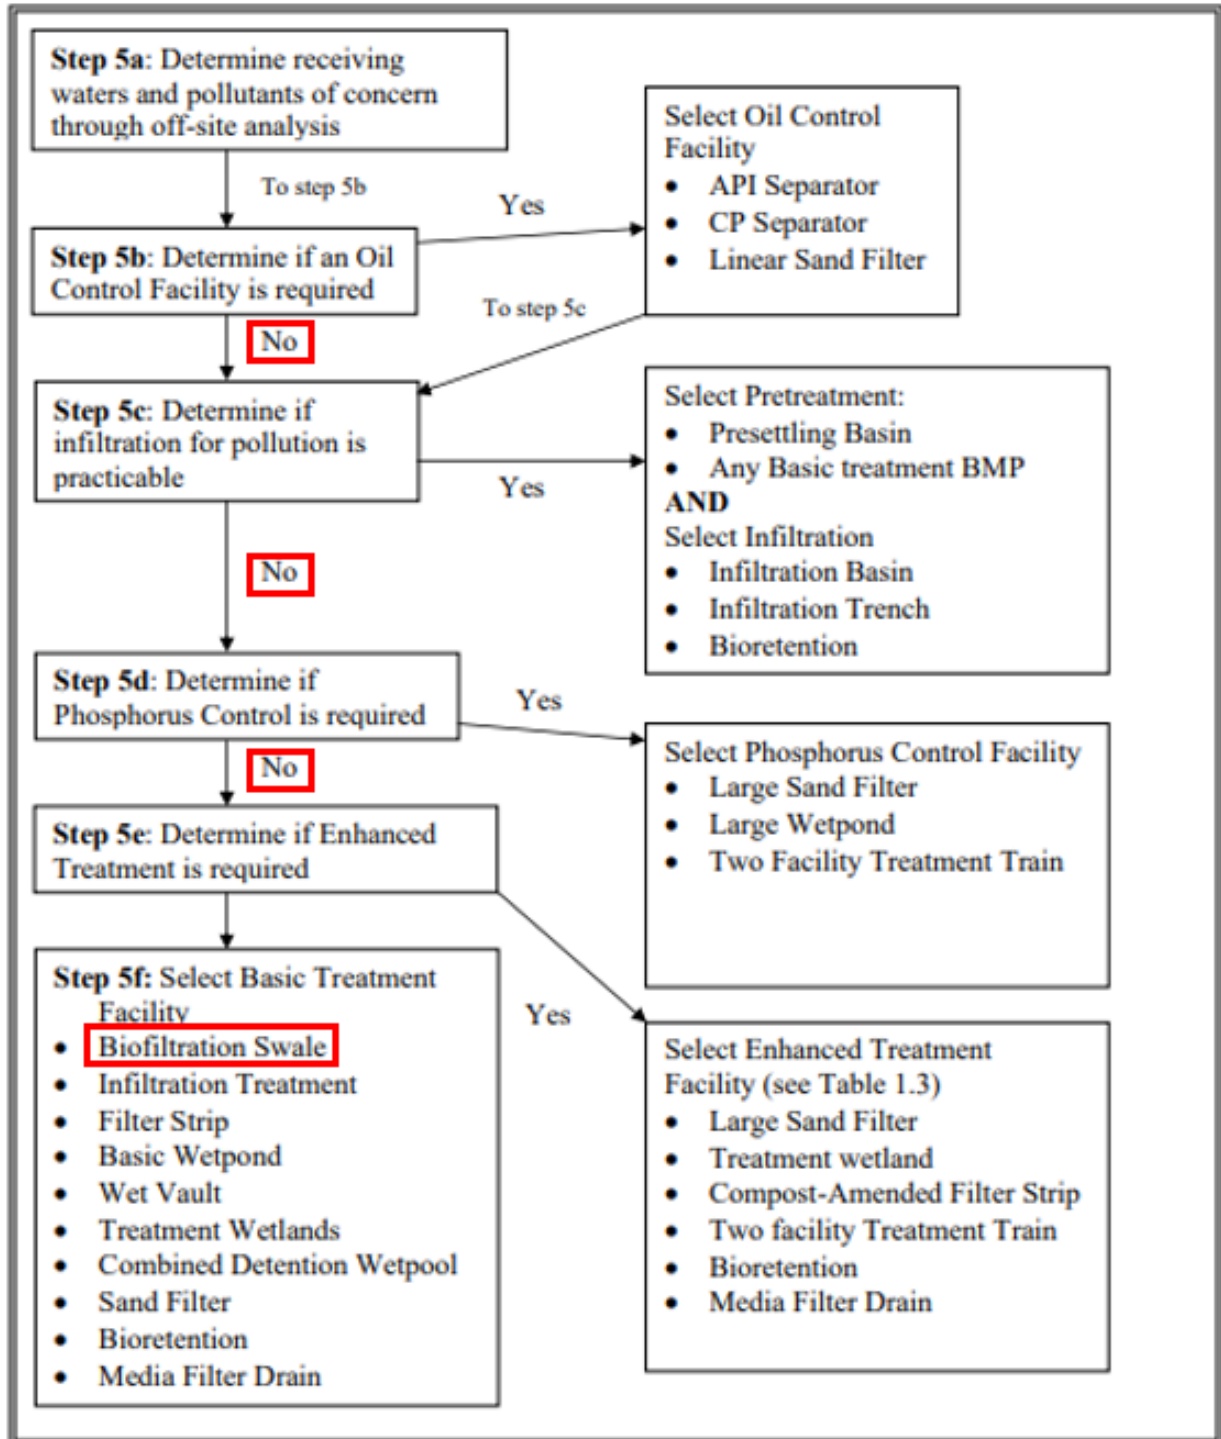 Step 5a: Determine receiving
waters and pollutants of concern
through off-site analysis
To step 5b
Yes
Select Oil Control
Facility
• API Separator
• CP Separator
• Linear Sand Filter
Step 5b: Determine if an Oil
Control Facility is required
To step 5c
No
Step 5c: Determine if
infiltration for pollution is
practicable
Yes
Select Pretreatment:
• Presettling Basin
• Any Basic treatment BMP
AND
Select Infiltration
• Infiltration Basin
• Infiltration Trench
• Bioretention
No
Step 5d: Determine if
Phosphorus Control is required
Yes
Select Phosphorus Control Facility
• Large Sand Filter
• Large Wetpond
• Two Facility Treatment Train
No
Step 5e: Determine if Enhanced
Treatment is required
Step 5f: Select Basic Treatment
Facility
• Biofiltration Swale
• Infiltration Treatment
• Filter Strip
• Basic Wetpond
• Wet Vault
• Treatment Wetlands
• Combined Detention Wetpool
• Sand Filter
• Bioretention
• Media Filter Drain
Yes
Select Enhanced Treatment
Facility (see Table 1.3)
• Large Sand Filter
• Treatment wetland
• Compost-Amended Filter Strip
• Two facility Treatment Train
• Bioretention
• Media Filter Drain